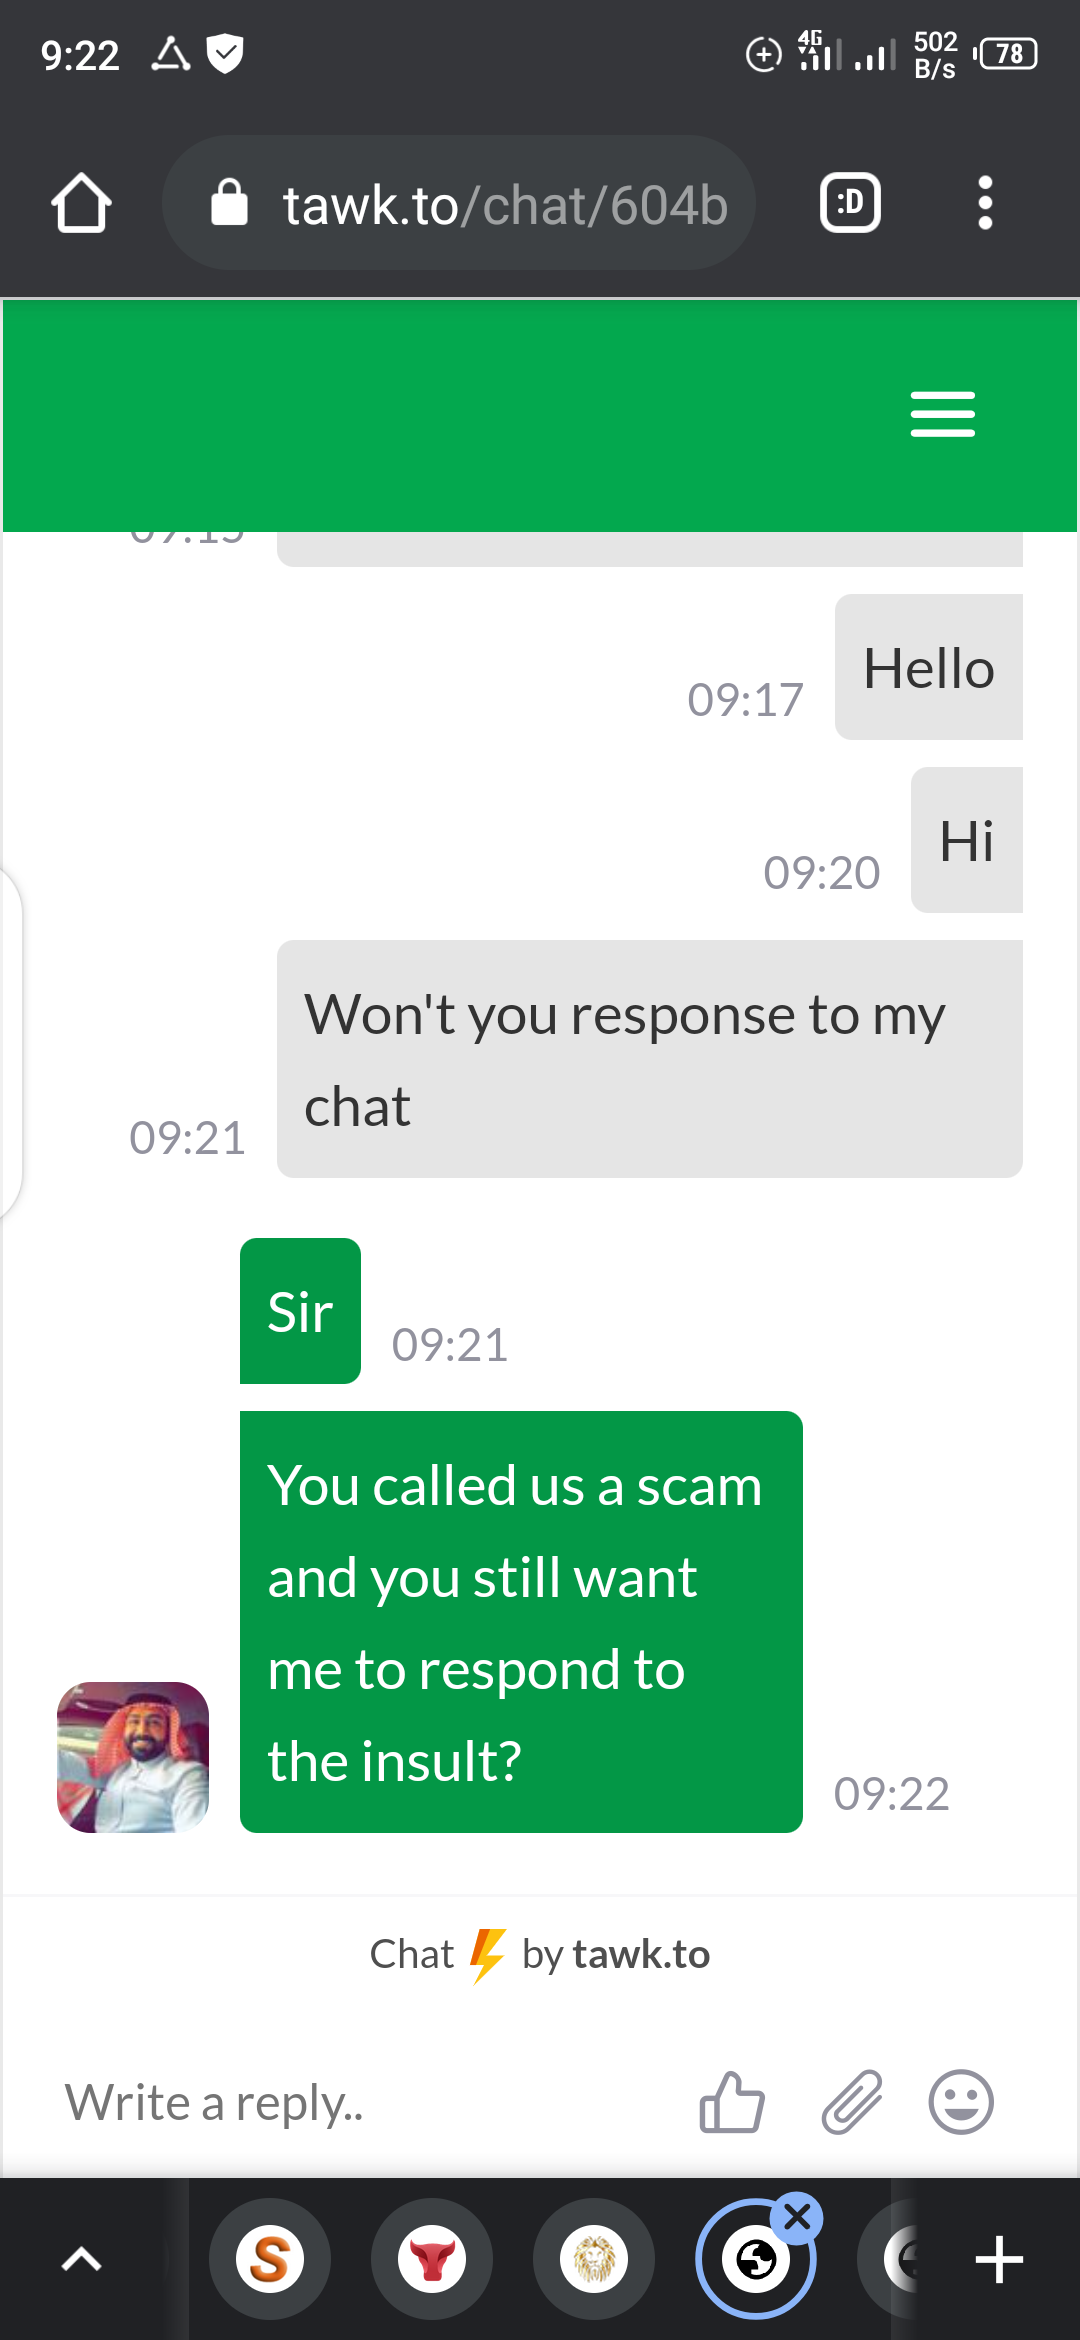 9:22
4G
502
B/s
78
tawk.to/chat/604b
:D
09:15
Hello
09:17
Hi
09:20
Won't you response to my
chat
09:21
Sir
09:21
You called us a scam
and you still want
me to respond to
the insult?
09:22
Chat by tawk.to
Write a reply..
S